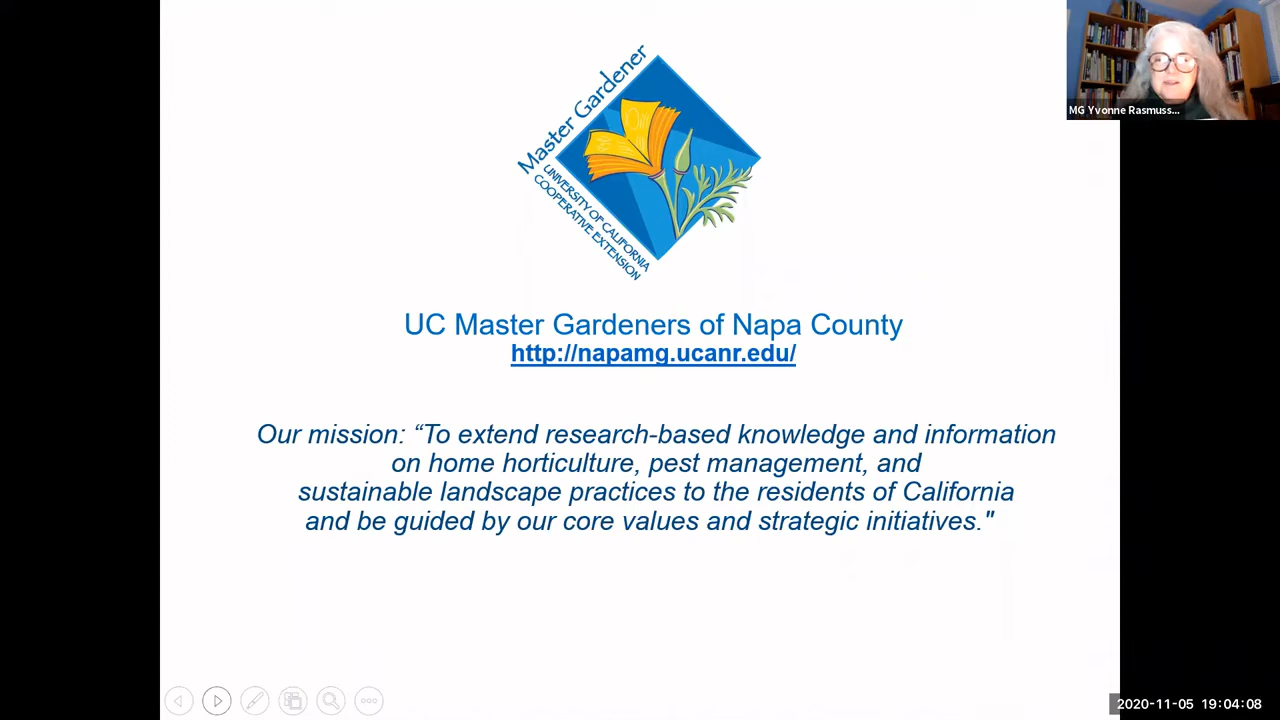 Master Gardener
UNIVERSITY OF CALIFORNIA
COOPERATIVE EXTENSION
MG Yvonne Rasmuss...
UC Master Gardeners of Napa County
http://napamg.ucanr.edu/
Our mission: “To extend research-based knowledge and information
on home horticulture, pest management, and
sustainable landscape practices to the residents of California
and be guided by our core values and strategic initiatives."
2020-11-05 19:04:08